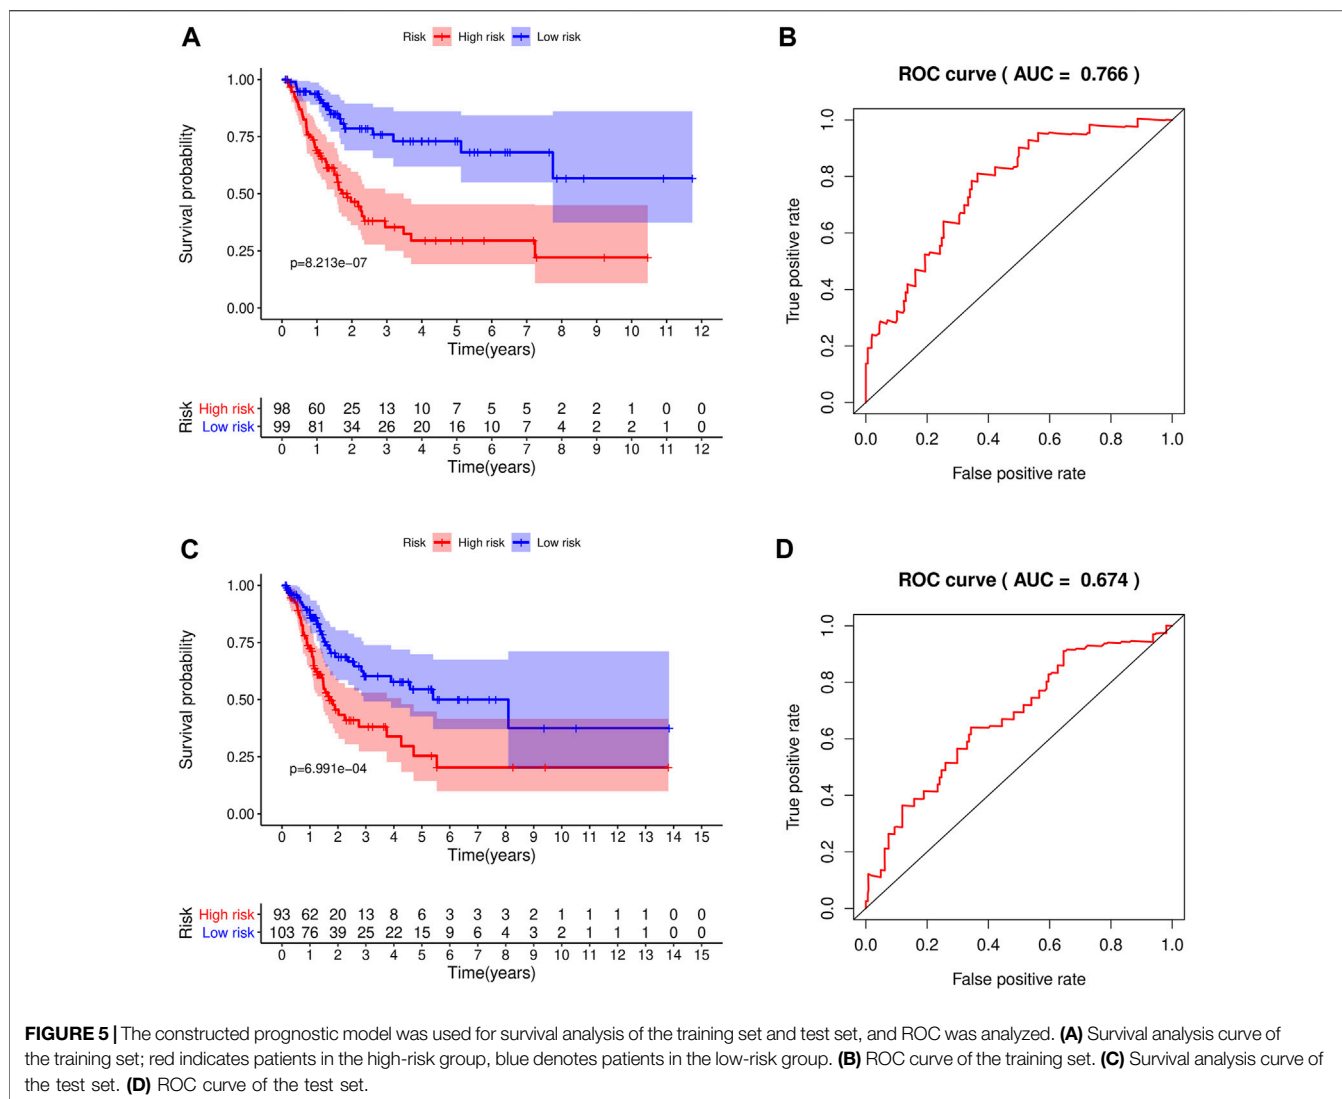 A
Risk High risk Low risk
1.00
0.75
0.50
0.25
0.00
Survival probability
p=8.213e−07
0 1 2 3 4 5 6 7 8 9 10 11 12
Time(years)
Risk
High risk 98 60 25 13 10 7 5 5 2 2 1 0 0
Low risk 99 81 34 26 20 16 10 7 4 2 2 1 0
0 1 2 3 4 5 6 7 8 9 10 11 12
Time(years)
B
ROC curve ( AUC = 0.766 )
True positive rate
1.0
0.8
0.6
0.4
0.2
0.0
0.0 0.2 0.4 0.6 0.8 1.0
False positive rate
C
Risk High risk Low risk
1.00
0.75
0.50
0.25
0.00
Survival probability
p=6.991e−04
0 1 2 3 4 5 6 7 8 9 10 11 12 13 14 15
Time(years)
Risk
High risk 93 62 20 13 8 6 3 3 3 2 1 1 1 1 0 0
Low risk 103 76 39 25 22 15 9 6 4 3 2 1 1 1 0 0
0 1 2 3 4 5 6 7 8 9 10 11 12 13 14 15
Time(years)
D
ROC curve ( AUC = 0.674 )
True positive rate
1.0
0.8
0.6
0.4
0.2
0.0
0.0 0.2 0.4 0.6 0.8 1.0
False positive rate
FIGURE 5 | The constructed prognostic model was used for survival analysis of the training set and test set, and ROC was analyzed. (A) Survival analysis curve of
the training set; red indicates patients in the high-risk group, blue denotes patients in the low-risk group. (B) ROC curve of the training set. (C) Survival analysis curve of
the test set. (D) ROC curve of the test set.